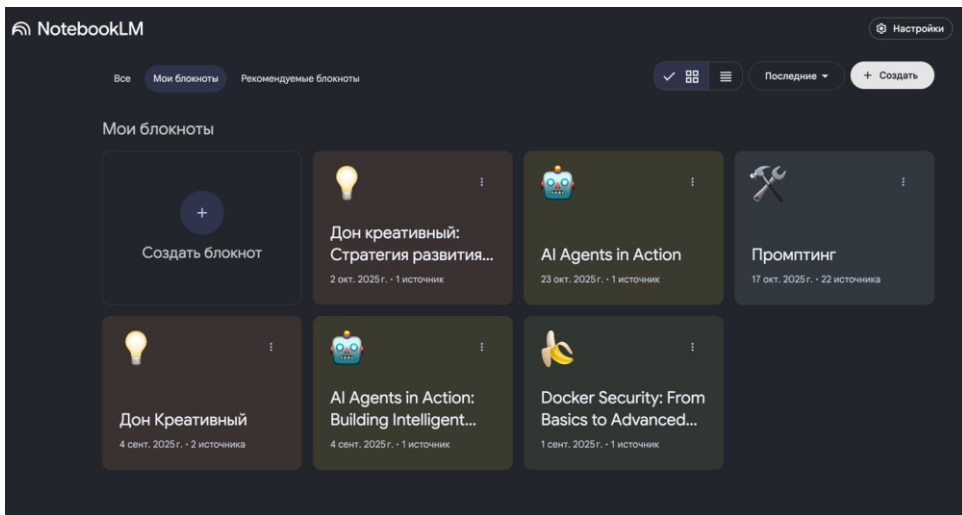 NotebookLM
Настройки
Все
Мои блокноты
Рекомендуемые блокноты
Последние
+ Создать
Мои блокноты
+
Создать блокнот
Дон креативный:
Стратегия развития...
2 окт. 2025 г. · 1 источник
AI Agents in Action
23 окт. 2025 г. · 1 источник
Промптинг
17 окт. 2025 г. · 22 источника
Дон Креативный
4 сент. 2025 г. · 2 источника
AI Agents in Action:
Building Intelligent...
4 сент. 2025 г. · 1 источник
Docker Security: From
Basics to Advanced...
1 сент. 2025 г. · 1 источник